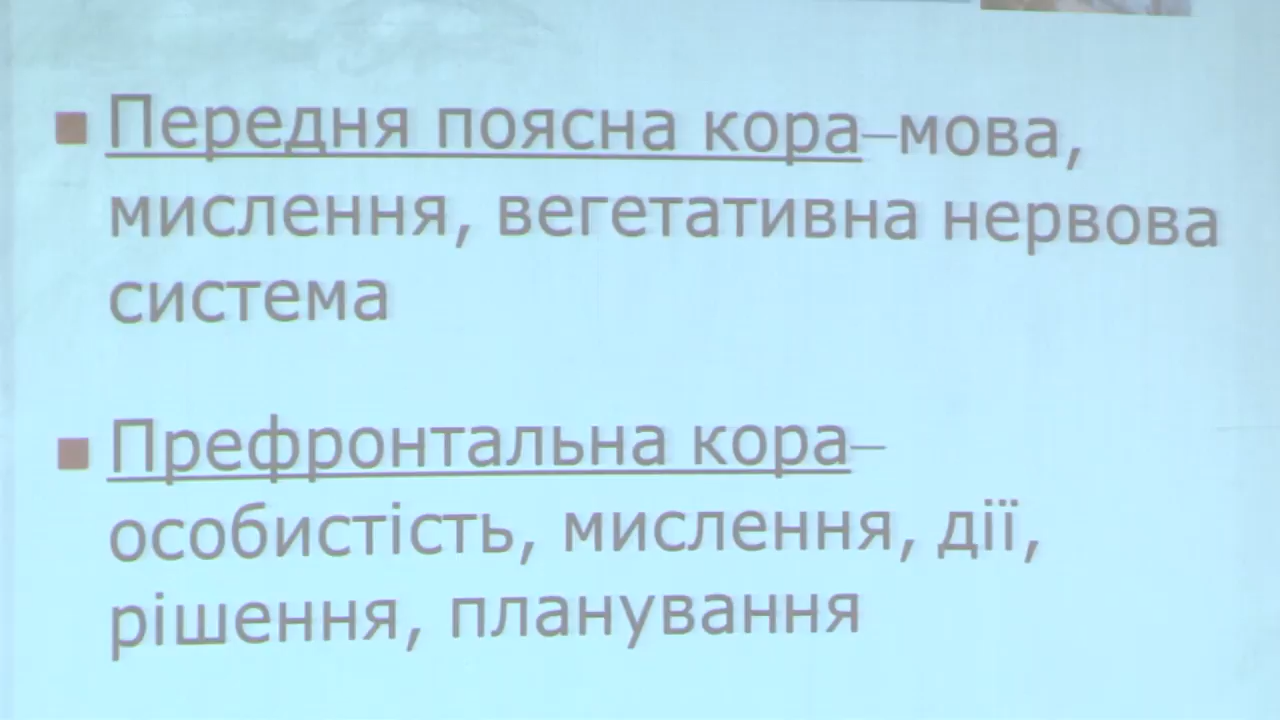 ▪ Передня поясна кора–мова,
мислення, вегетативна нервова
система
▪ Префронтальна кора–
особистість, мислення, дії,
рішення, планування